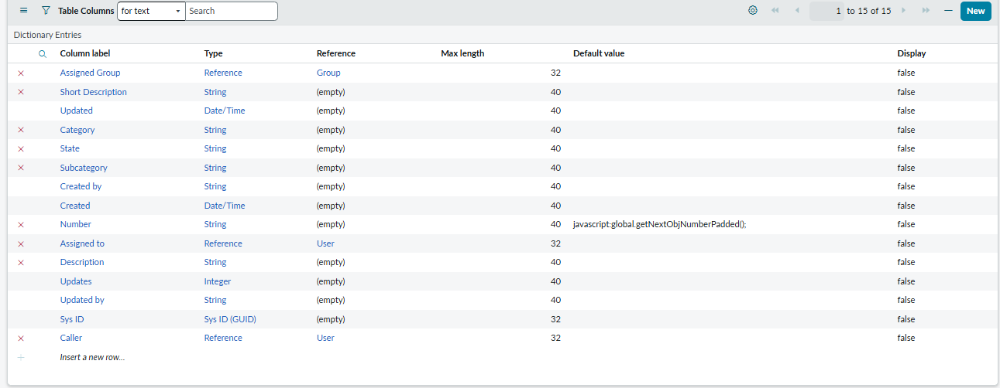 Table Columns for text Search 1 to 15 of 15 New
Dictionary Entries
Column label Type Reference Max length Default value Display
Assigned Group Reference Group 32 false
Short Description String (empty) 40 false
Updated Date/Time (empty) 40 false
Category String (empty) 40 false
State String (empty) 40 false
Subcategory String (empty) 40 false
Created by String (empty) 40 false
Created Date/Time (empty) 40 false
Number String (empty) 40 javascript:global.getNextObjNumberPadded(); false
Assigned to Reference User 32 false
Description String (empty) 40 false
Updates Integer (empty) 40 false
Updated by String (empty) 40 false
Sys ID Sys ID (GUID) (empty) 32 false
Caller Reference User 32 false
Insert a new row...